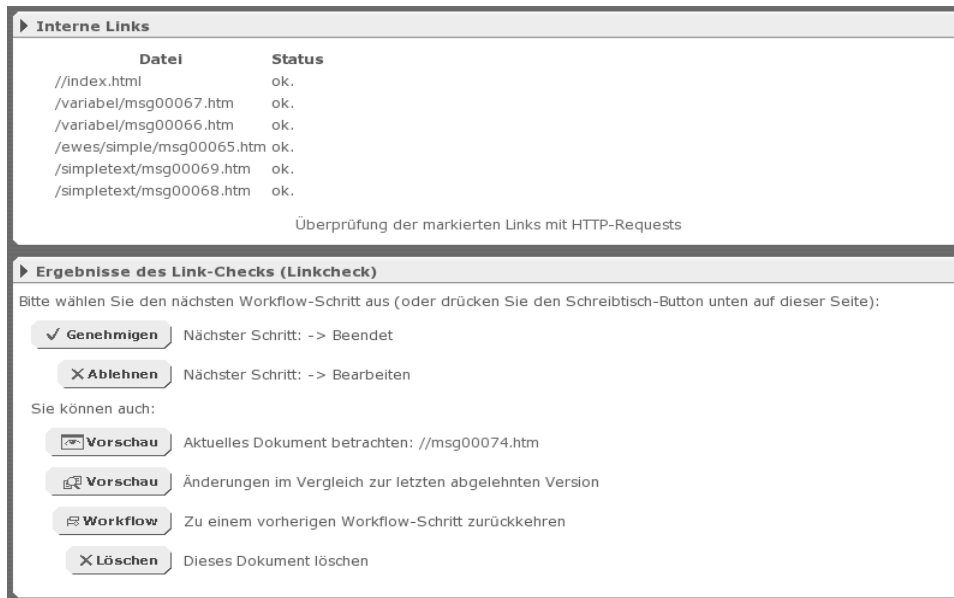 Interne Links
Datei Status
//index.html ok.
/variabel/msg00067.htm ok.
/variabel/msg00066.htm ok.
/ewes/simple/msg00065.htm ok.
/simpletext/msg00069.htm ok.
/simpletext/msg00068.htm ok.
Überprüfung der markierten Links mit HTTP-Requests
Ergebnisse des Link-Checks (Linkcheck)
Bitte wählen Sie den nächsten Workflow-Schritt aus (oder drücken Sie den Schreibtisch-Button unten auf dieser Seite):
Genehmigen Nächster Schritt: -> Beendet
Ablehnen Nächster Schritt: -> Bearbeiten
Sie können auch:
Vorschau Aktuelles Dokument betrachten: //msg00074.htm
Vorschau Änderungen im Vergleich zur letzten abgelehnten Version
Workflow Zu einem vorherigen Workflow-Schritt zurückkehren
Löschen Dieses Dokument löschen